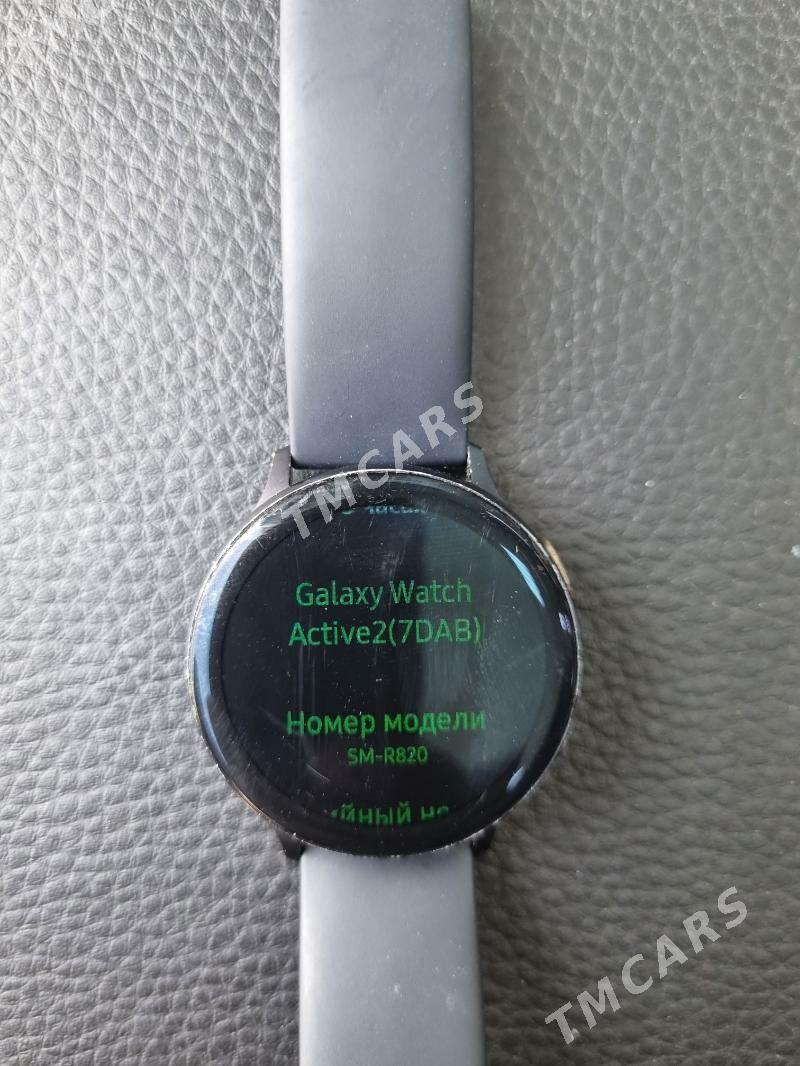 TMCARS
Galaxy Watch
Active2(7DAB)
Номер модели
SM-R820
TMCARS